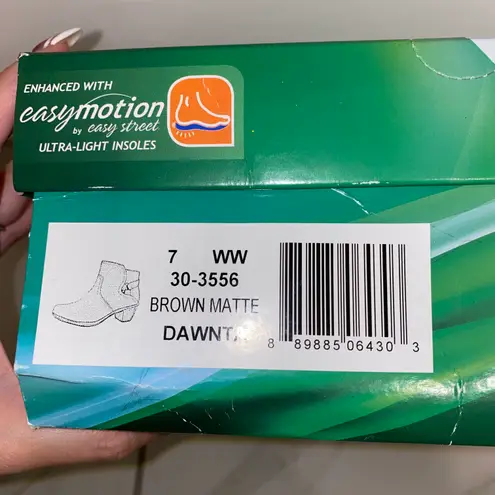 ENHANCED WITH
easymotion
by easy street
ULTRA-LIGHT INSOLES
7 WW
30-3556
BROWN MATTE
DAWNTA
8 89885 06430 3